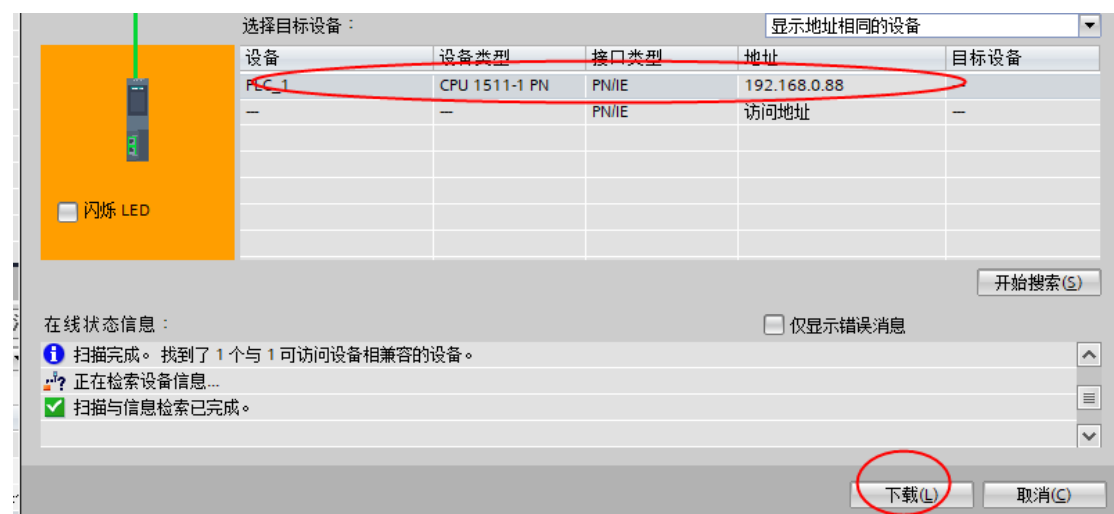 选择目标设备： 显示地址相同的设备
设备 设备类型 接口类型 地址 目标设备
PLC_1 CPU 1511-1 PN PN/IE 192.168.0.88 —
— — PN/IE 访问地址 —
闪烁 LED
开始搜索(S)
在线状态信息： 仅显示错误消息
扫描完成。找到了 1 个与 1 可访问设备相兼容的设备。
正在检索设备信息...
扫描与信息检索已完成。
下载(L) 取消(C)